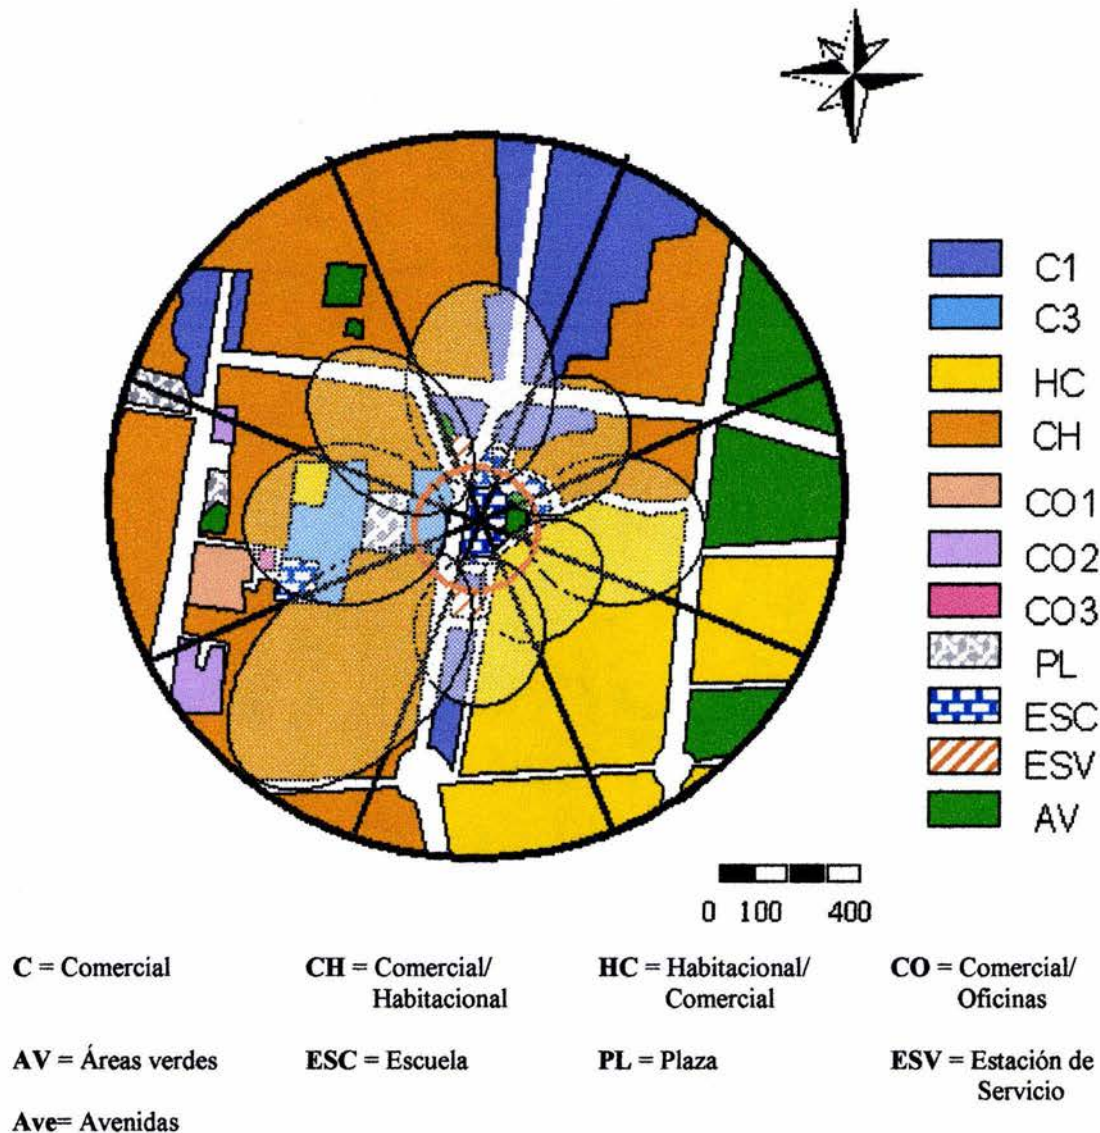 C1
C3
HC
CH
CO1
CO2
CO3
PL
ESC
ESV
AV
0 100 400
C = Comercial
CH = Comercial/
Habitacional
HC = Habitacional/
Comercial
CO = Comercial/
Oficinas
AV = Áreas verdes
ESC = Escuela
PL = Plaza
ESV = Estación de
Servicio
Ave= Avenidas